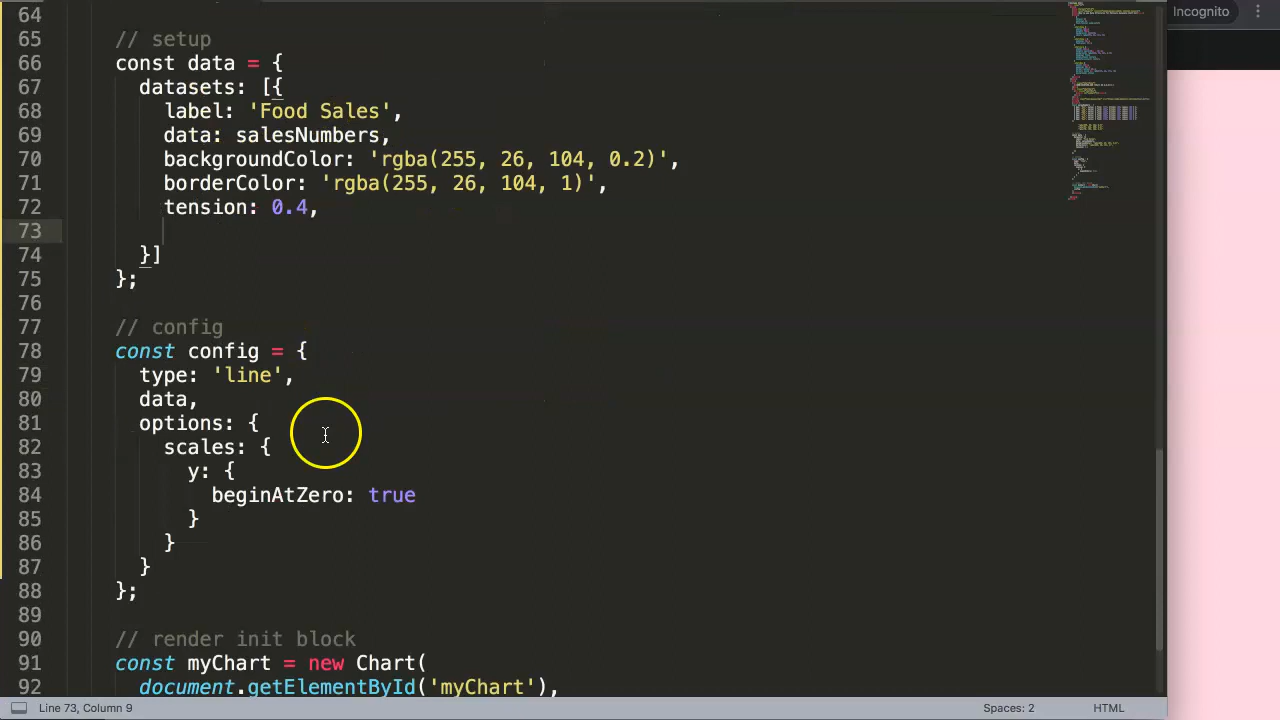 Incognito
64
65 // setup
66 const data = {
67 datasets: [{
68 label: 'Food Sales',
69 data: salesNumbers,
70 backgroundColor: 'rgba(255, 26, 104, 0.2)',
71 borderColor: 'rgba(255, 26, 104, 1)',
72 tension: 0.4,
73
74 }]
75 };
76
77 // config
78 const config = {
79 type: 'line',
80 data,
81 options: {
82 scales: {
83 y: {
84 beginAtZero: true
85 }
86 }
87 }
88 };
89
90 // render init block
91 const myChart = new Chart(
92 document.getElementById('myChart'),
Line 73, Column 9
Spaces: 2
HTML